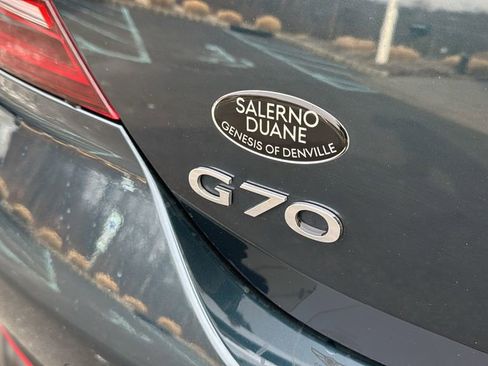 SALERNO
DUANE
GENESIS OF DENVILLE
G70